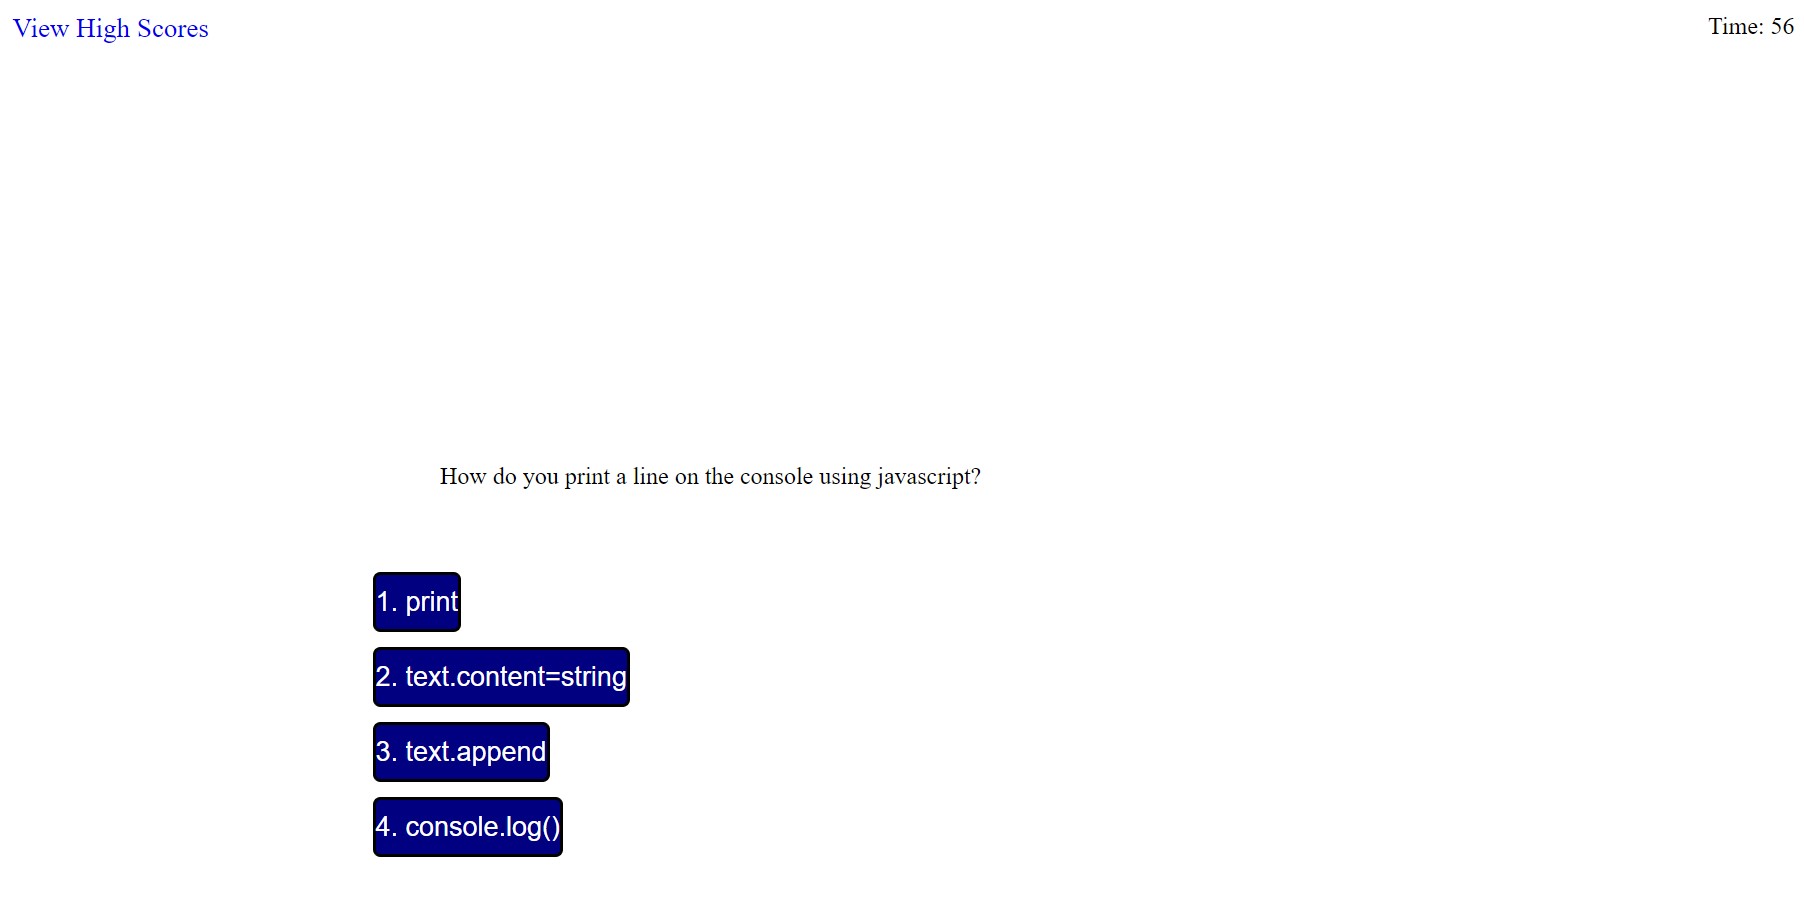 View High Scores
Time: 56
How do you print a line on the console using javascript?
1. print
2. text.content=string
3. text.append
4. console.log()